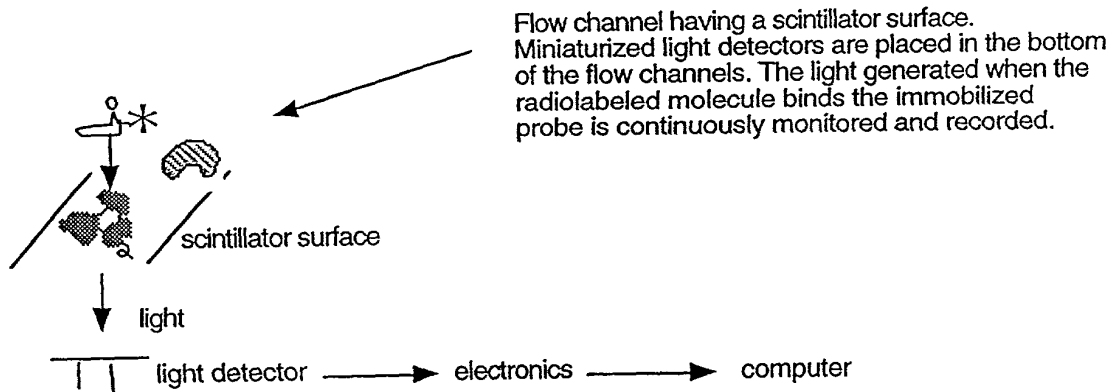 Flow channel having a scintillator surface.
Miniaturized light detectors are placed in the bottom
of the flow channels. The light generated when the
radiolabeled molecule binds the immobilized
probe is continuously monitored and recorded.
scintillator surface
light
light detector
electronics
computer